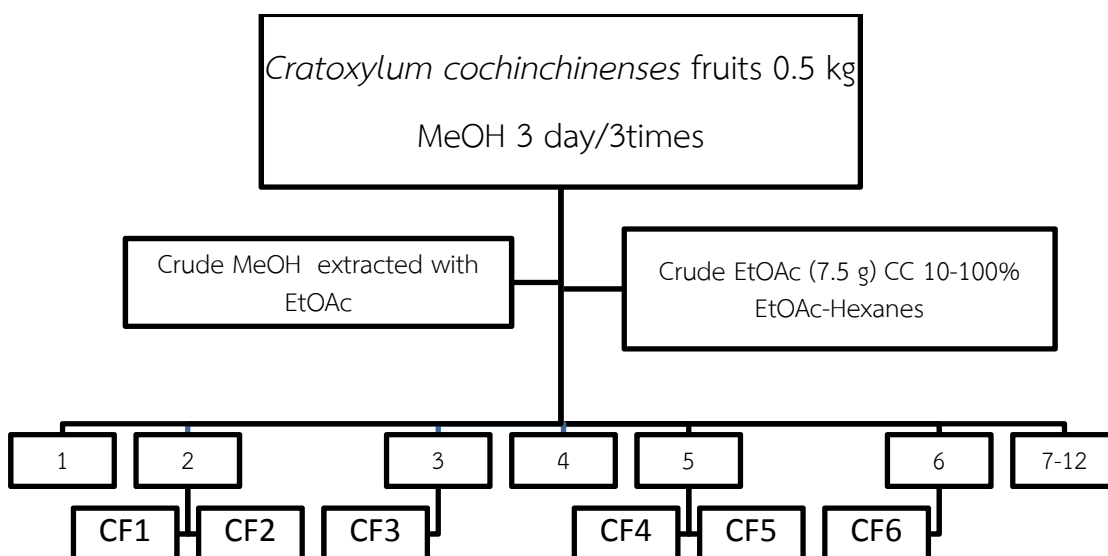 Cratoxylum cochinchinenses fruits 0.5 kg
MeOH 3 day/3times
Crude MeOH extracted with
EtOAc
Crude EtOAc (7.5 g) CC 10-100%
EtOAc-Hexanes
1
2
3
4
5
6
7-12
CF1
CF2
CF3
CF4
CF5
CF6